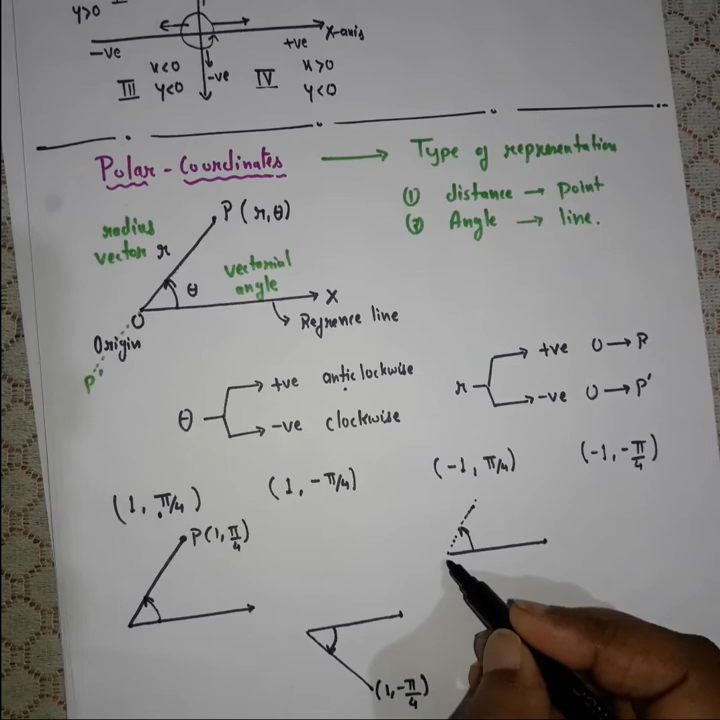 y>0
X-axis
-ve
+ve
x<0
-ve
x>0
III
y<0
IV
y<0
Polar-Coordinates → Type of reprmentation
(1) distance → point
(2) Angle → line.
P(r,θ)
radius
vector r
vectorial
angle
θ
X
O
Refrence line
Origin
P'
θ
+ve anticlockwise
-ve clockwise
r
+ve O→P
-ve O→P'
(1, π/4) (1, -π/4) (-1, π/4) (-1, -π/4)
P(1, π/4)
(1, -π/4)